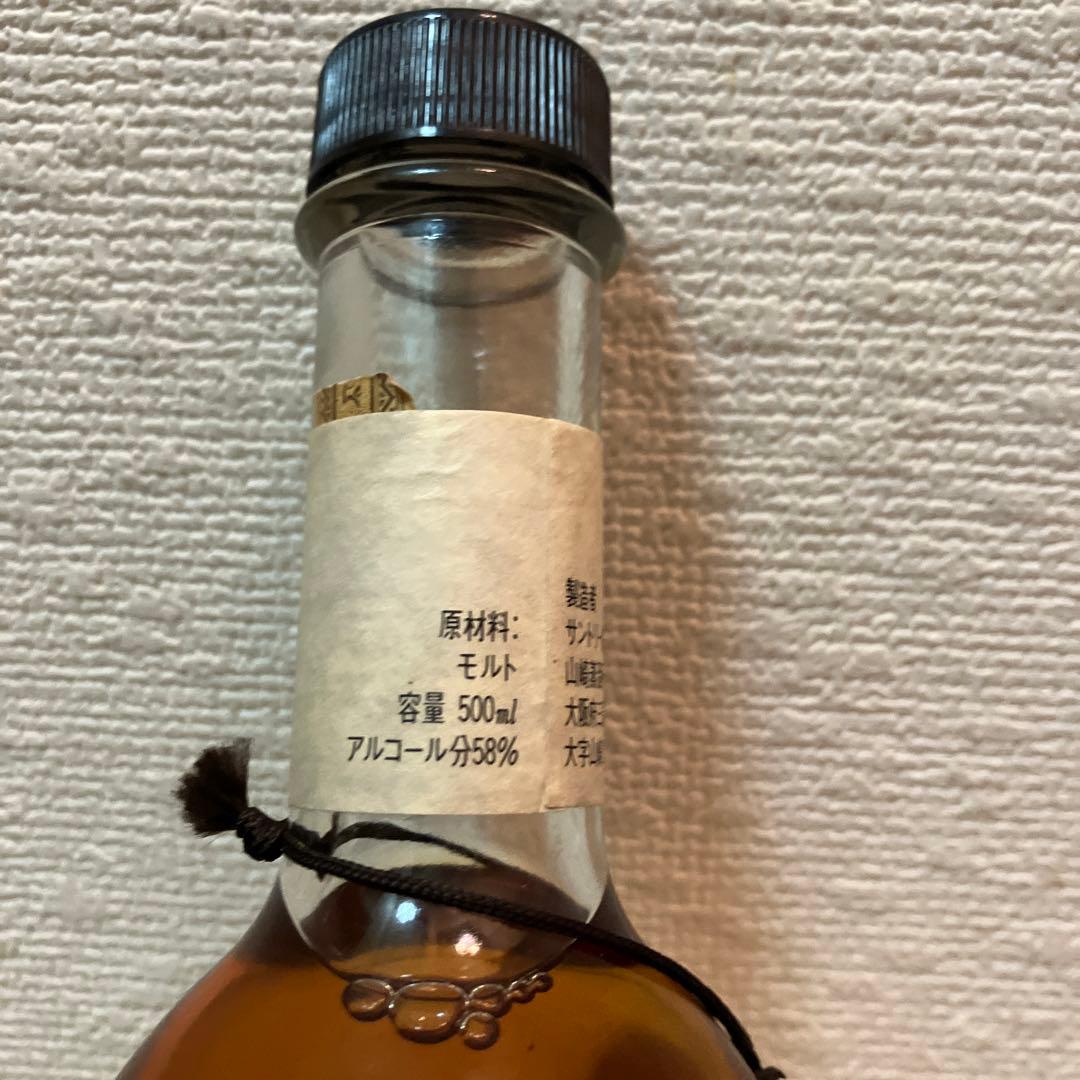 原材料:
モルト
容量 500ml
アルコール分58%
製造者
サントリ
山崎蒸
大阪府三
大字山